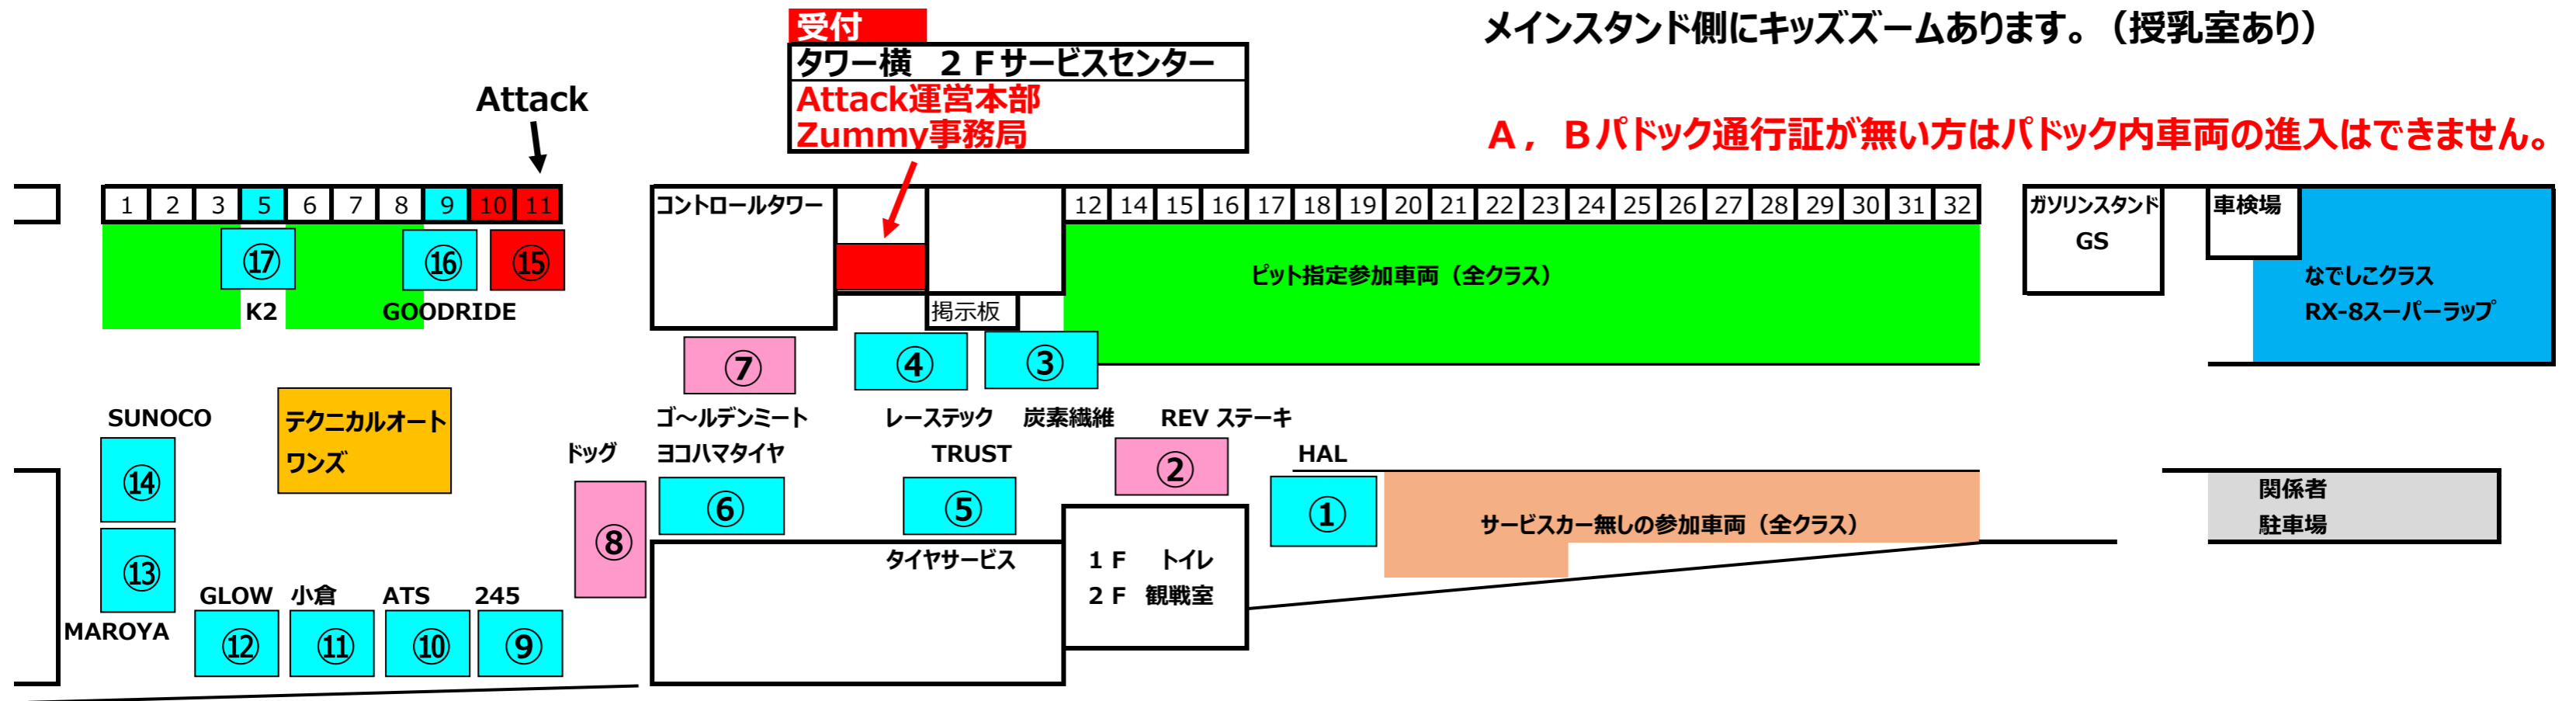 受付
タワー横　２Ｆサービスセンター
Attack運営本部
Zummy事務局
メインスタンド側にキッズズームあります。（授乳室あり）
Attack
Ａ，Ｂパドック通行証が無い方はパドック内車両の進入はできません。
1 2 3 5 6 7 8 9 10 11
コントロールタワー
12 14 15 16 17 18 19 20 21 22 23 24 25 26 27 28 29 30 31 32
ガソリンスタンド
GS
車検場
⑰ ⑯ ⑮
K2 GOODRIDE
掲示板
ピット指定参加車両（全クラス）
なでしこクラス
RX-8スーパーラップ
⑦ ④ ③
SUNOCO
テクニカルオート
ワンズ
ゴ～ルデンミート レーステック 炭素繊維 REV ステーキ
ドッグ ヨコハマタイヤ TRUST HAL
⑭ ⑧ ⑥ ⑤ ② ①
サービスカー無しの参加車両（全クラス）
関係者
駐車場
⑬
MAROYA
タイヤサービス
１Ｆ　トイレ
２Ｆ　観戦室
GLOW 小倉 ATS 245
⑫ ⑪ ⑩ ⑨